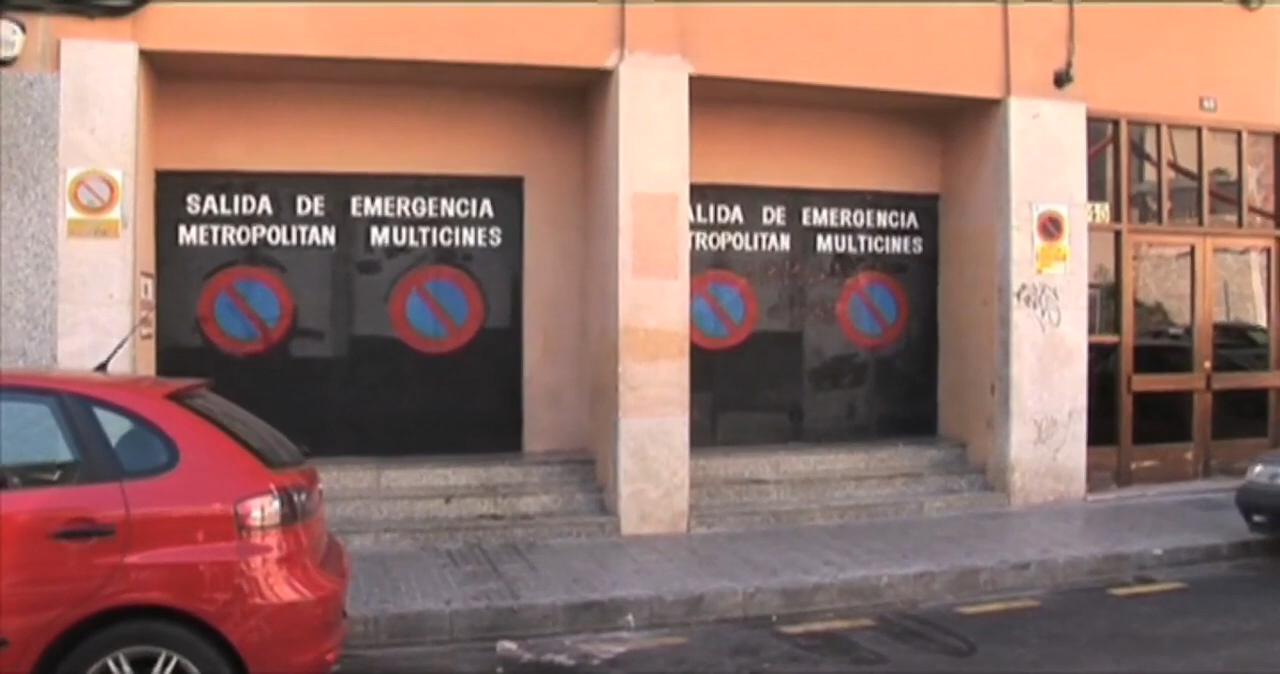 SALIDA DE EMERGENCIA
METROPOLITAN MULTICINES
ALIDA DE EMERGENCIA
TROPOLITAN MULTICINES